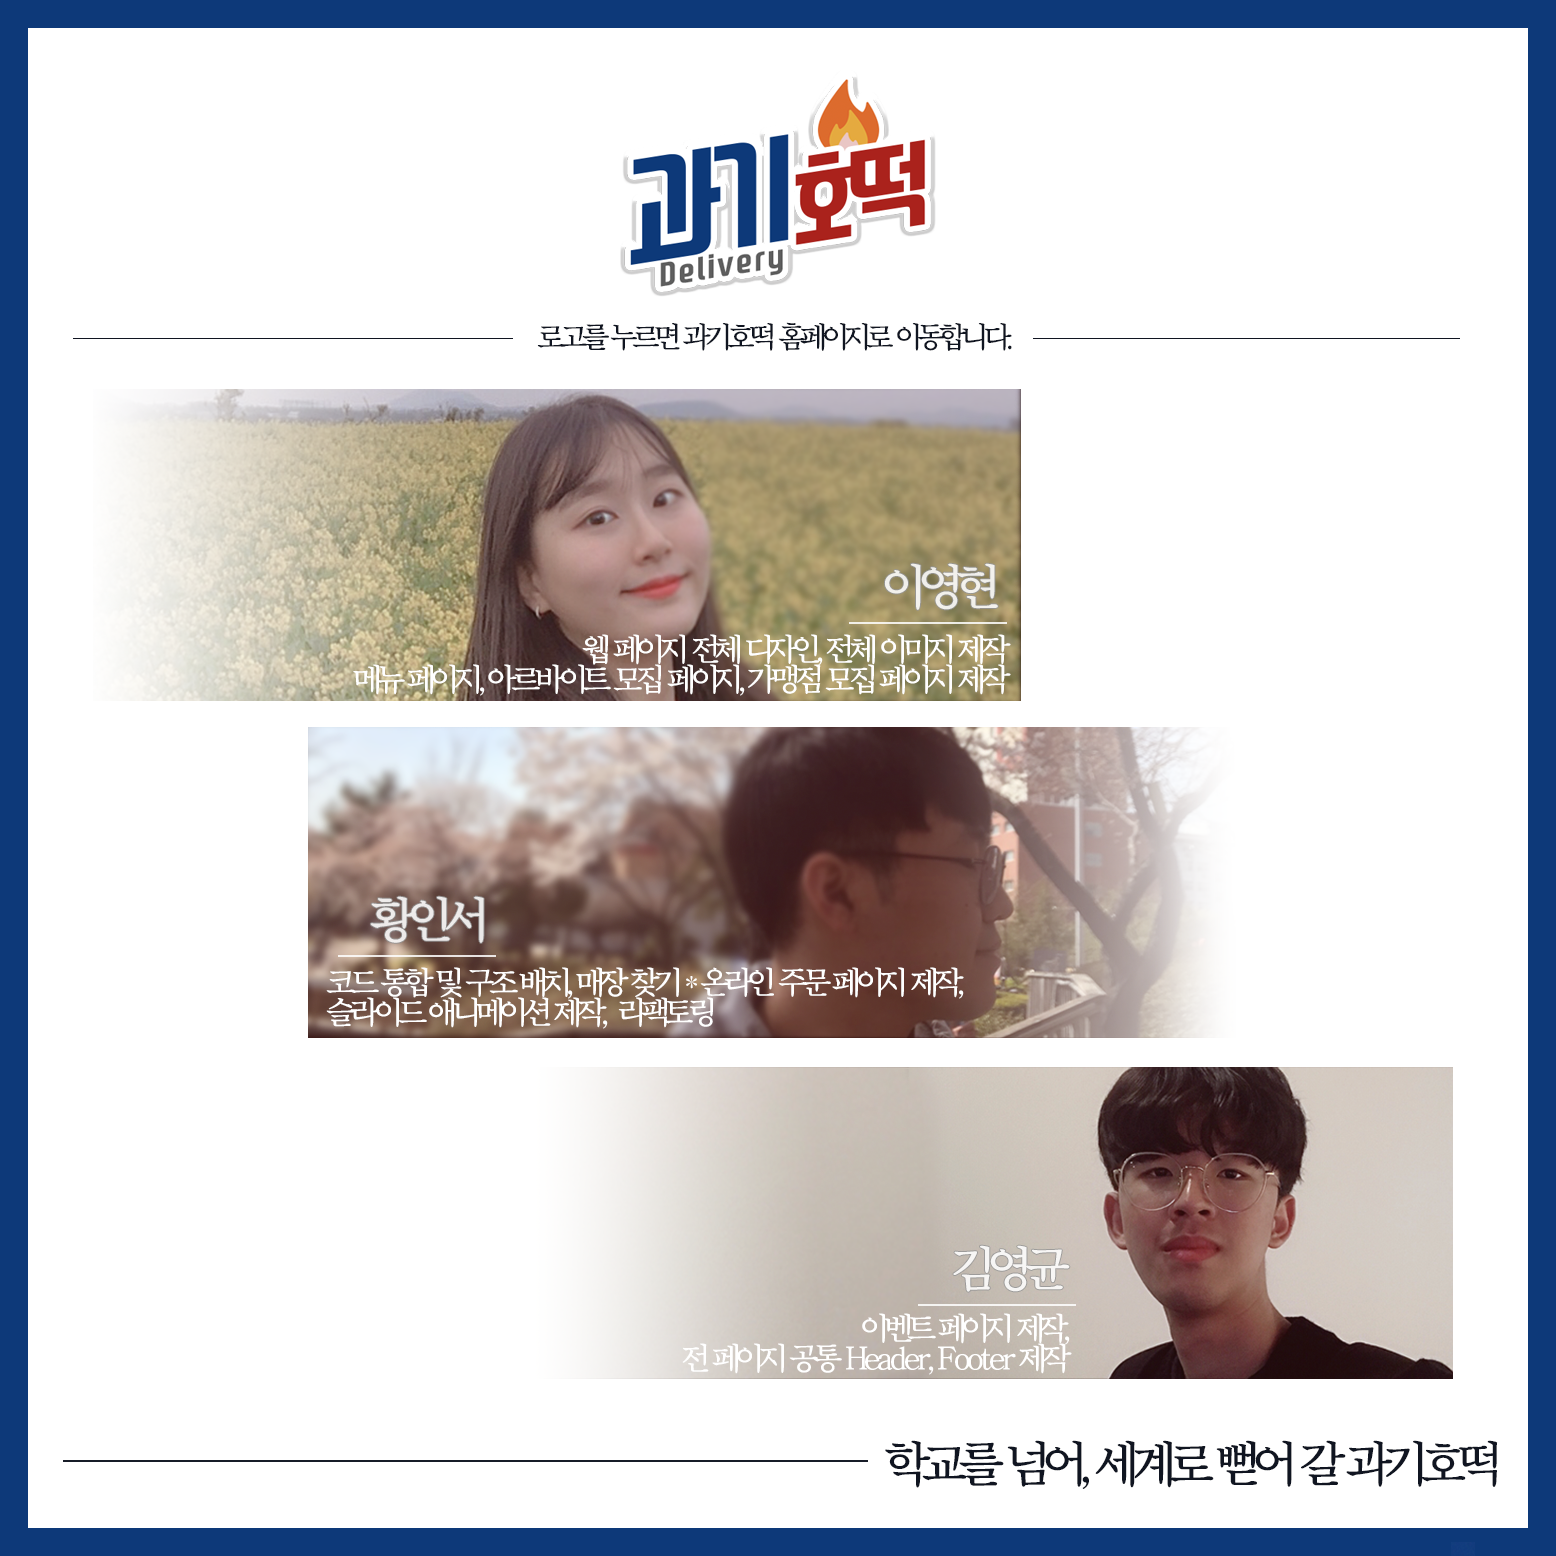 과기호떡
Delivery
로고를 누르면 과기호떡 홈페이지로 이동합니다.
이영현
웹 페이지 전체 디자인, 전체 이미지 제작
메뉴 페이지, 아르바이트 모집 페이지, 가맹점 모집 페이지 제작
황인서
코드 통합 및 구조 배치, 매장 찾기 * 온라인 주문 페이지 제작,
슬라이드 애니메이션 제작, 리팩토링
김영균
이벤트 페이지 제작,
전 페이지 공통 Header, Footer 제작
학교를 넘어, 세계로 뻗어 갈 과기호떡